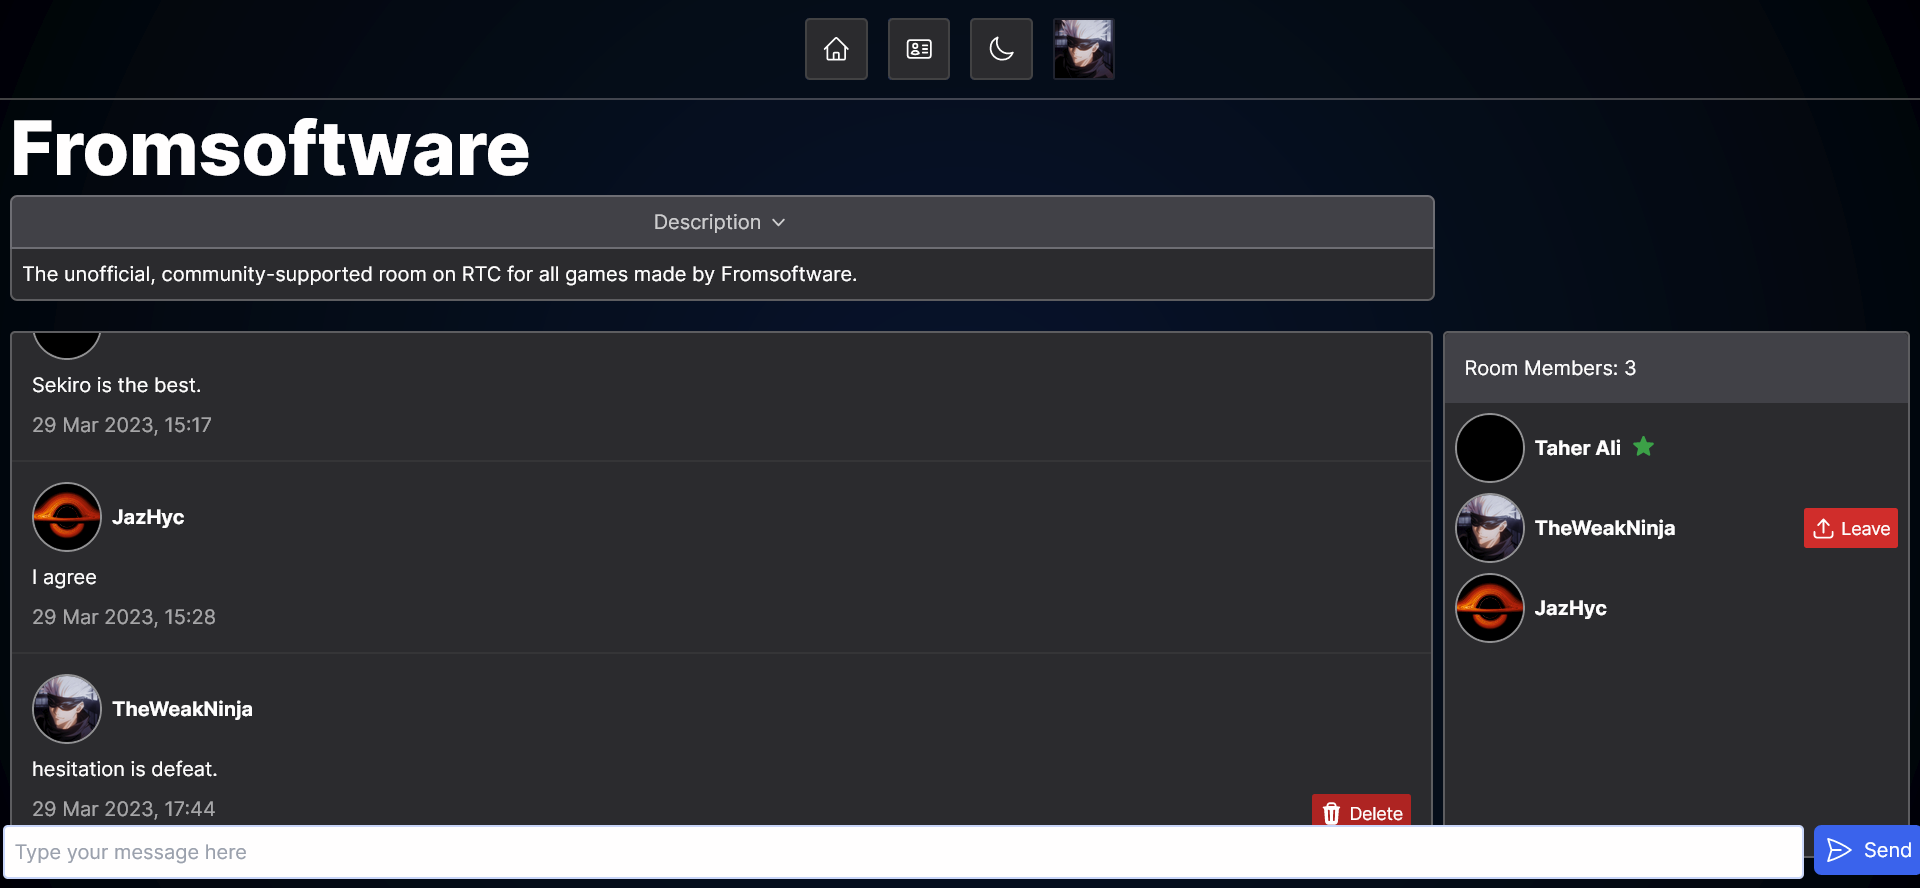 Fromsoftware
Description
The unofficial, community-supported room on RTC for all games made by Fromsoftware.
Sekiro is the best.
29 Mar 2023, 15:17
JazHyc
I agree
29 Mar 2023, 15:28
TheWeakNinja
hesitation is defeat.
29 Mar 2023, 17:44
Delete
Room Members: 3
Taher Ali
TheWeakNinja
Leave
JazHyc
Type your message here
Send